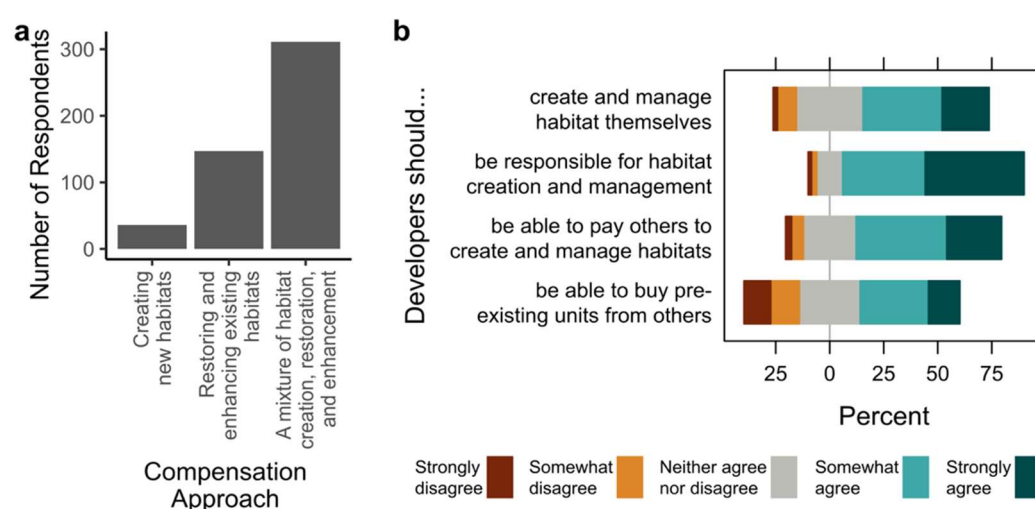 a
Number of Respondents
300
200
100
0
Creating
new habitats
Restoring and
enhancing existing
habitats
A mixture of habitat
creation, restoration,
and enhancement
Compensation
Approach
b
Developers should...
create and manage
habitat themselves
be responsible for habitat
creation and management
be able to pay others to
create and manage habitats
be able to buy pre-
existing units from others
25 0 25 50 75
Percent
Strongly
disagree
Somewhat
disagree
Neither agree
nor disagree
Somewhat
agree
Strongly
agree